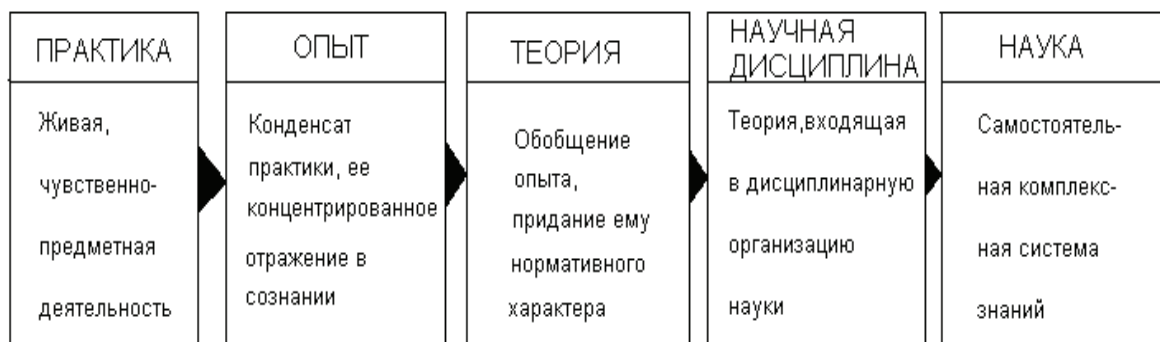 ПРАКТИКА
Живая,
чувственно-
предметная
деятельность
ОПЫТ
Конденсат
практики, ее
концентрированное
отражение в
сознании
ТЕОРИЯ
Обобщение
опыта,
придание ему
нормативного
характера
НАУЧНАЯ
ДИСЦИПЛИНА
Теория,входящая
в дисциплинарную
организацию
науки
НАУКА
Самостоятель-
ная комплекс-
ная система
знаний